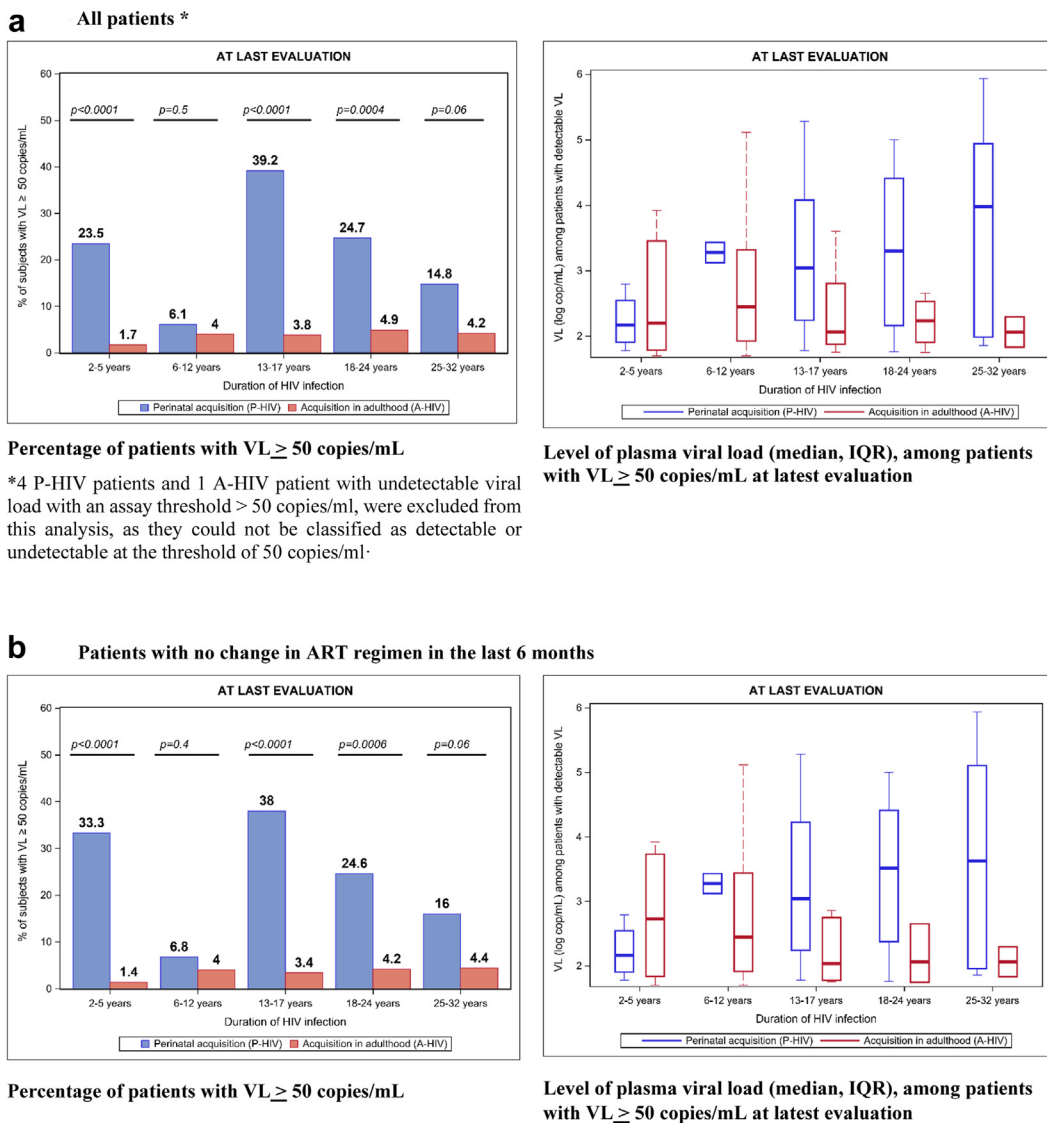 a
All patients *
AT LAST EVALUATION
60
50
40
30
20
10
0
% of subjects with VL ≥ 50 copies/mL
p<0.0001
p=0.5
p<0.0001
p=0.0004
p=0.06
23.5
1.7
6.1
4
39.2
3.8
24.7
4.9
14.8
4.2
2-5 years
6-12 years
13-17 years
18-24 years
25-32 years
Duration of HIV infection
Perinatal acquisition (P-HIV)
Acquisition in adulthood (A-HIV)
Percentage of patients with VL ≥ 50 copies/mL
*4 P-HIV patients and 1 A-HIV patient with undetectable viral
load with an assay threshold > 50 copies/ml, were excluded from
this analysis, as they could not be classified as detectable or
undetectable at the threshold of 50 copies/ml·
AT LAST EVALUATION
6
5
4
3
2
VL (log cop/mL) among patients with detectable VL
2-5 years
6-12 years
13-17 years
18-24 years
25-32 years
Duration of HIV infection
Perinatal acquisition (P-HIV)
Acquisition in adulthood (A-HIV)
Level of plasma viral load (median, IQR), among patients
with VL ≥ 50 copies/mL at latest evaluation
b
Patients with no change in ART regimen in the last 6 months
AT LAST EVALUATION
60
50
40
30
20
10
0
% of subjects with VL ≥ 50 copies/mL
p<0.0001
p=0.4
p<0.0001
p=0.0006
p=0.06
33.3
1.4
6.8
4
38
3.4
24.6
4.2
16
4.4
2-5 years
6-12 years
13-17 years
18-24 years
25-32 years
Duration of HIV infection
Perinatal acquisition (P-HIV)
Acquisition in adulthood (A-HIV)
Percentage of patients with VL ≥ 50 copies/mL
AT LAST EVALUATION
6
5
4
3
2
VL (log cop/mL) among patients with detectable VL
2-5 years
6-12 years
13-17 years
18-24 years
25-32 years
Duration of HIV infection
Perinatal acquisition (P-HIV)
Acquisition in adulthood (A-HIV)
Level of plasma viral load (median, IQR), among patients
with VL ≥ 50 copies/mL at latest evaluation